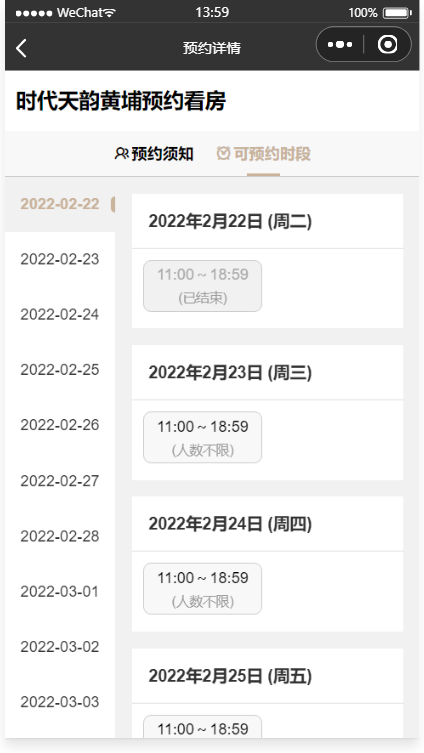 WeChat 13:59 100%
预约详情
时代天韵黄埔预约看房
预约须知 可预约时段
2022-02-22
2022-02-23
2022-02-24
2022-02-25
2022-02-26
2022-02-27
2022-02-28
2022-03-01
2022-03-02
2022-03-03
2022年2月22日 (周二)
11:00 ~ 18:59
(已结束)
2022年2月23日 (周三)
11:00 ~ 18:59
(人数不限)
2022年2月24日 (周四)
11:00 ~ 18:59
(人数不限)
2022年2月25日 (周五)
11:00 ~ 18:59